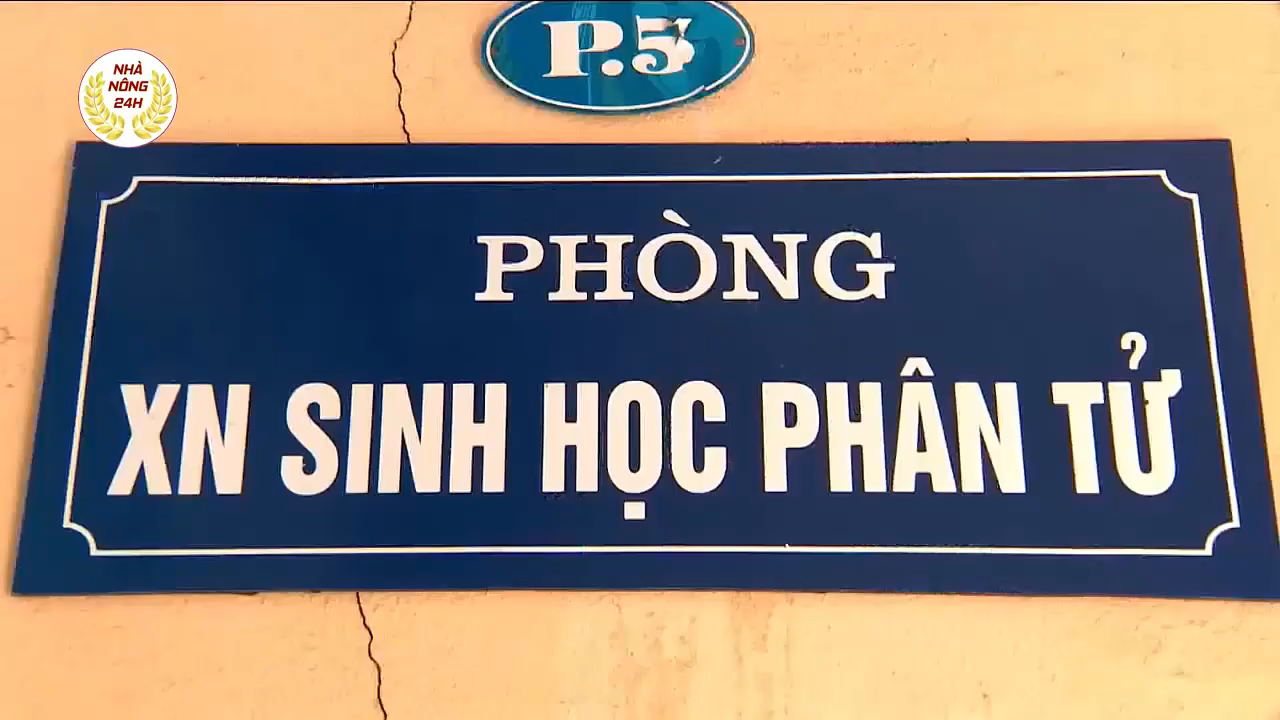 P.5
NHÀ
NÔNG
24H
PHÒNG
XN SINH HỌC PHÂN TỬ